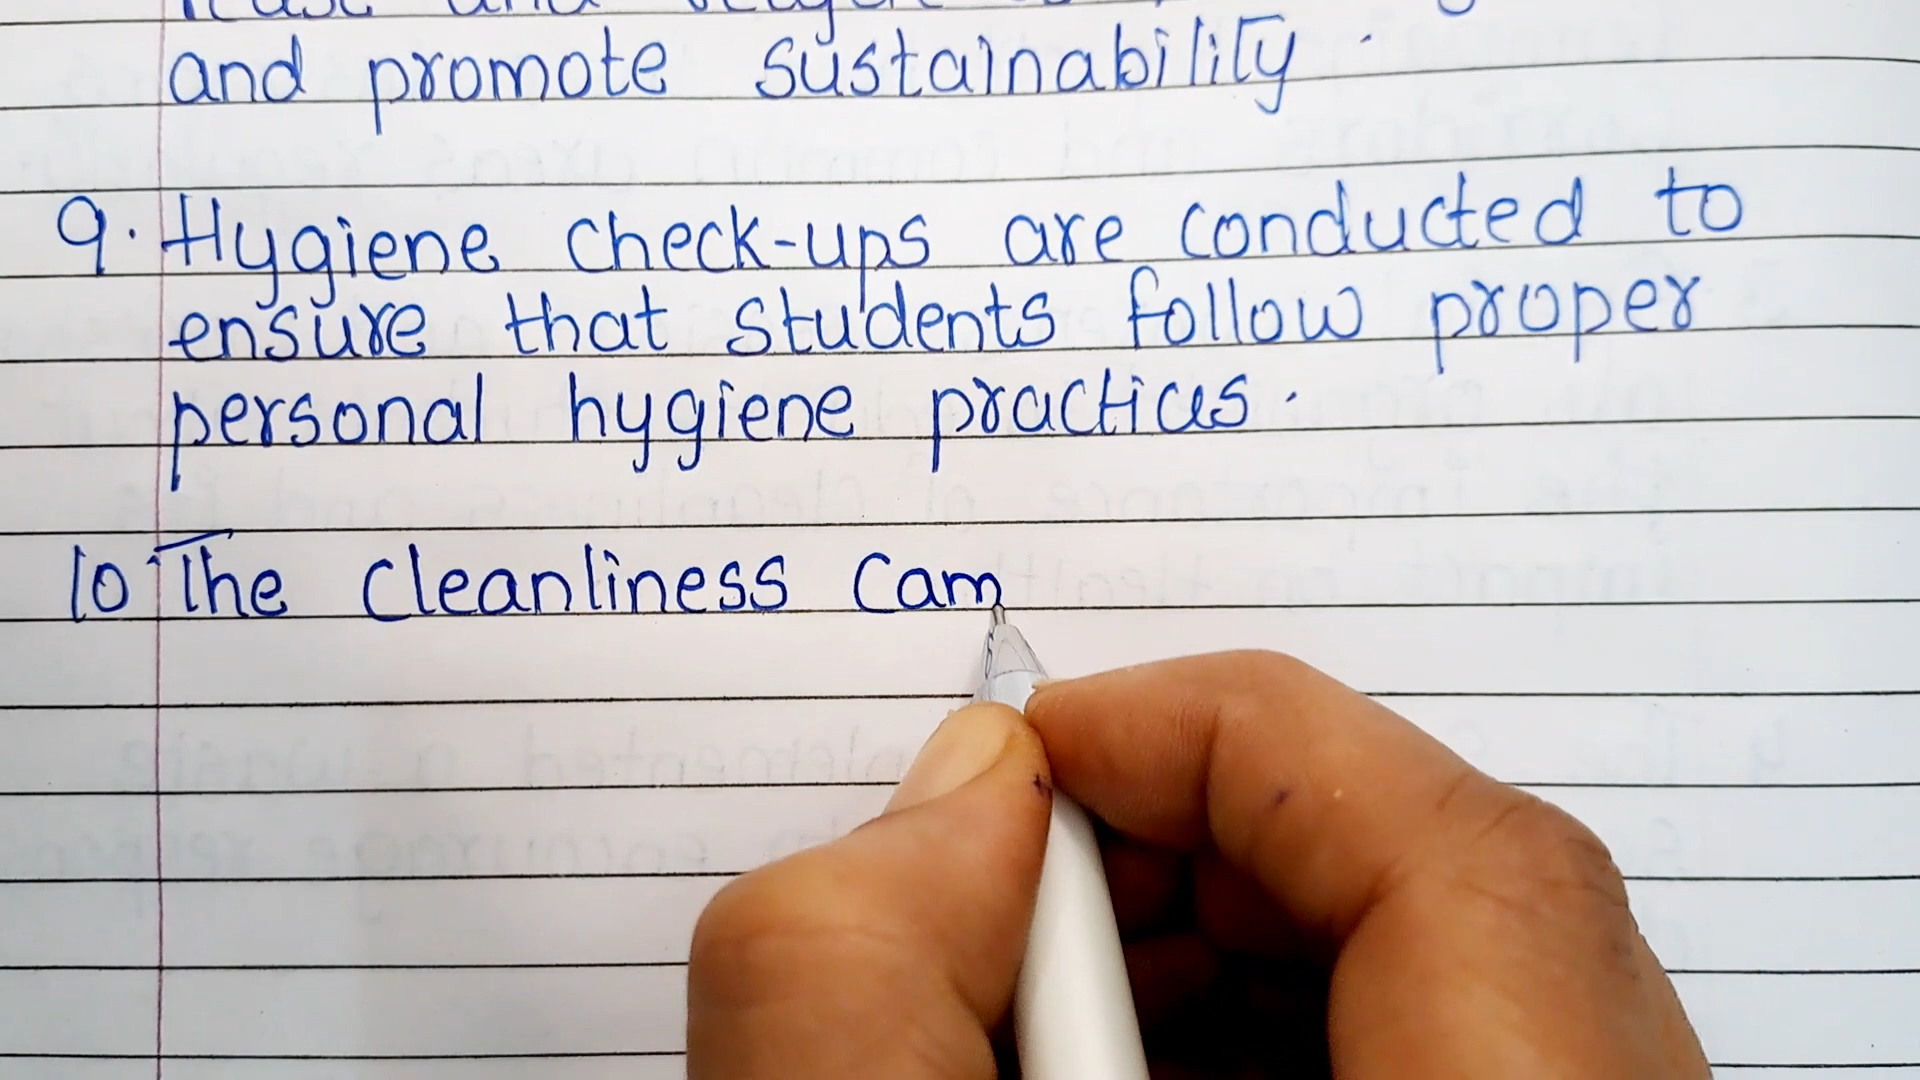 and promote sustainability.
9. Hygiene check-ups are conducted to
ensure that students follow proper
personal hygiene practices.
10. The cleanliness cam